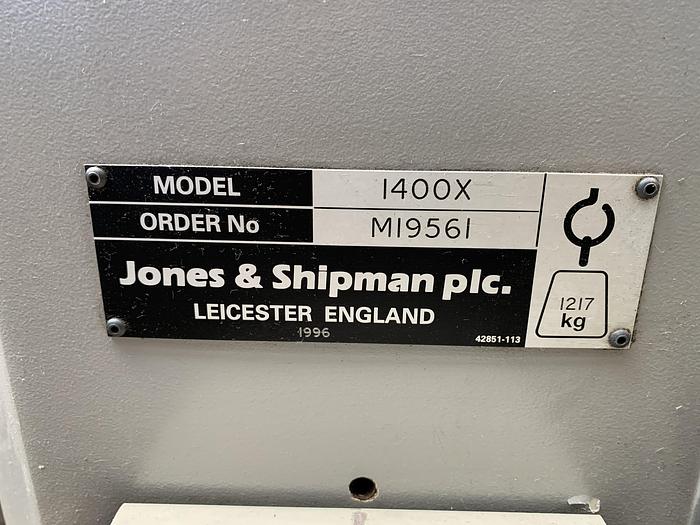 MODEL 1400X
ORDER No M19561
Jones & Shipman plc.
LEICESTER ENGLAND
1996
42851-113
1217
kg